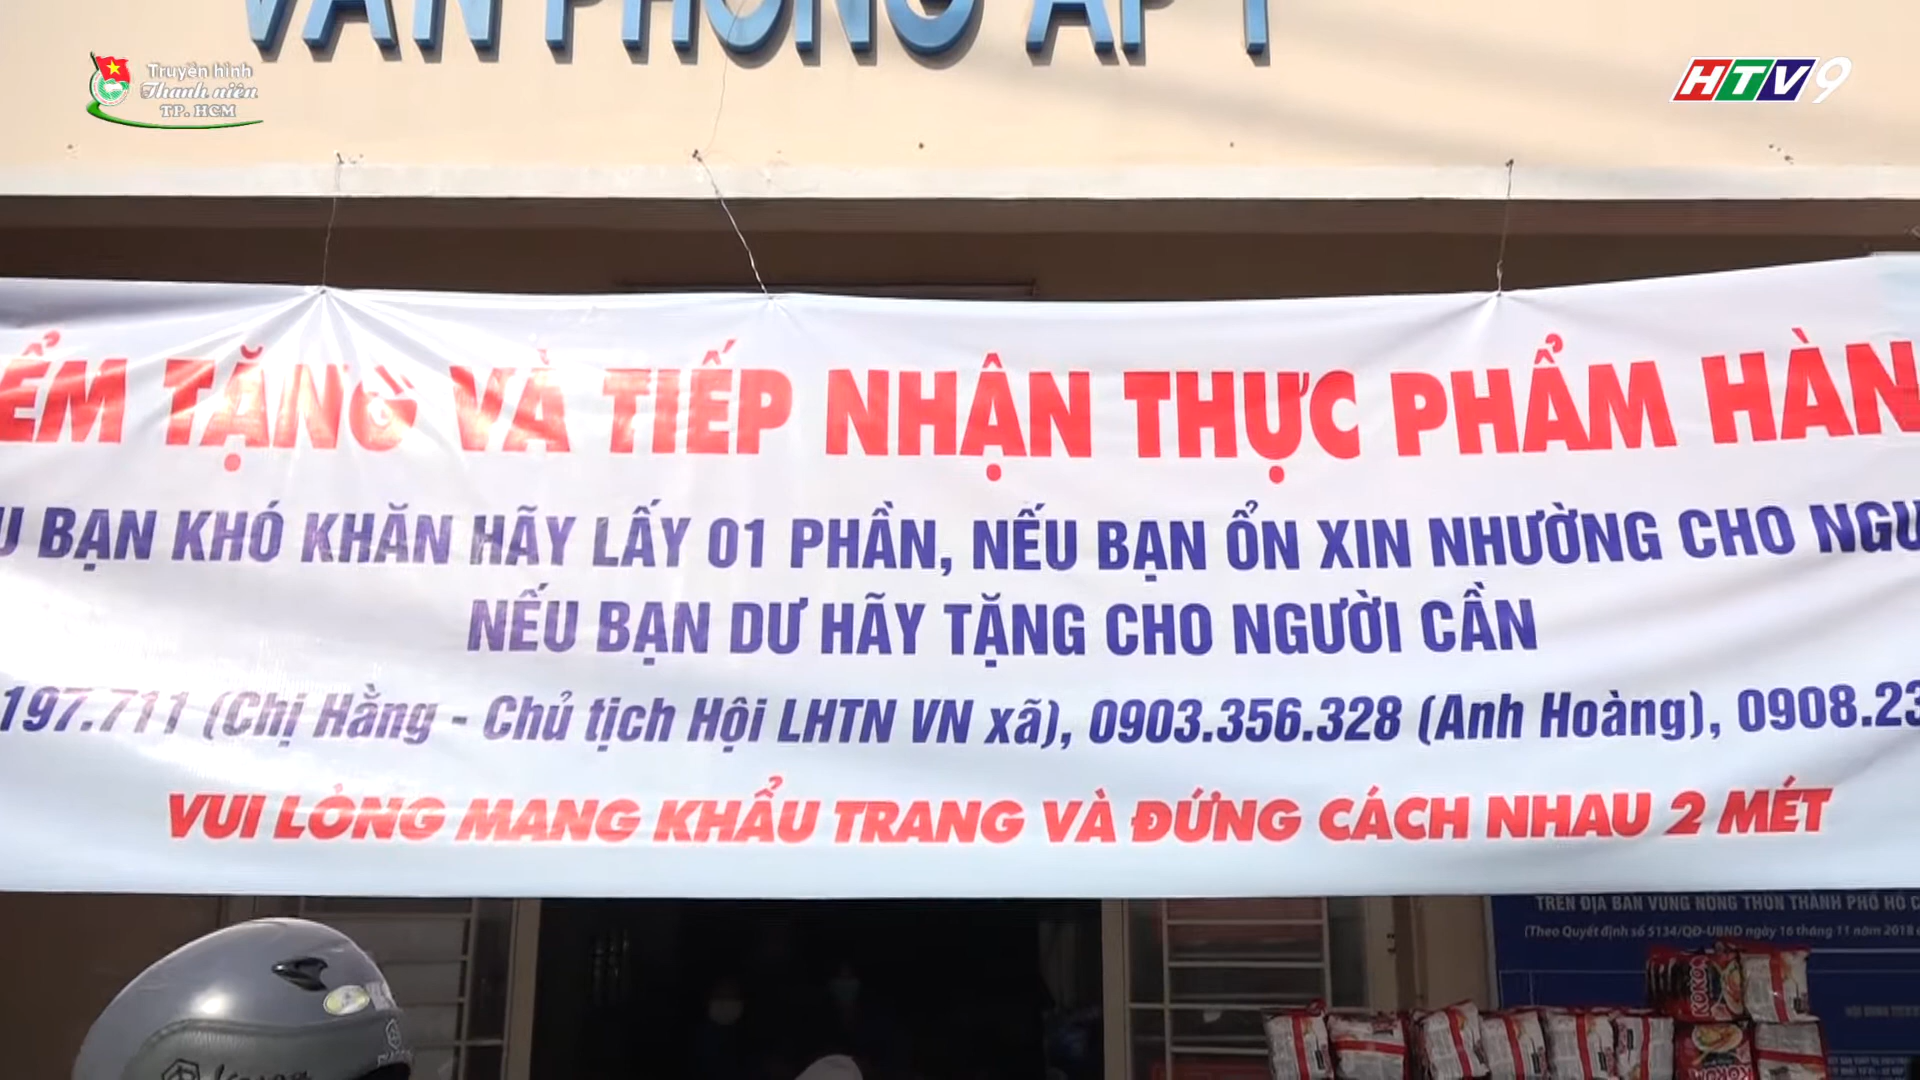 VĂN PHÒNG ẤP 1
Truyền hình
Thanh niên
TP. HCM
HTV9
ỂM TẶNG VÀ TIẾP NHẬN THỰC PHẨM HÀN
U BẠN KHÓ KHĂN HÃY LẤY 01 PHẦN, NẾU BẠN ỔN XIN NHƯỜNG CHO NGƯ
NẾU BẠN DƯ HÃY TẶNG CHO NGƯỜI CẦN
197.711 (Chị Hằng - Chủ tịch Hội LHTN VN xã), 0903.356.328 (Anh Hoàng), 0908.23
VUI LÒNG MANG KHẨU TRANG VÀ ĐỨNG CÁCH NHAU 2 MÉT
TRÊN ĐỊA BÀN VÙNG NÔNG THÔN THÀNH PHỐ HỒ C
(Theo Quyết định số 5134/QĐ-UBND ngày 16 tháng 11 năm 2018
KOKOMI